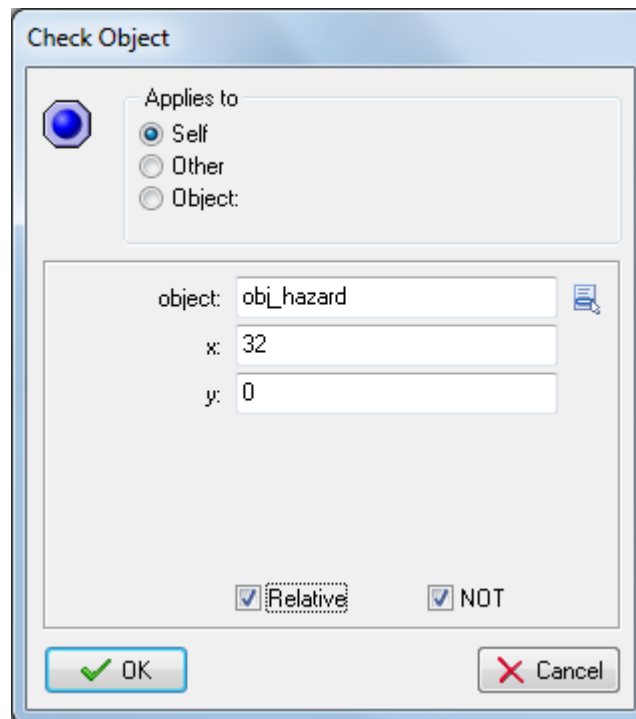 Check Object
Applies to
Self
Other
Object:
object: obj_hazard
x: 32
y: 0
Relative NOT
OK Cancel